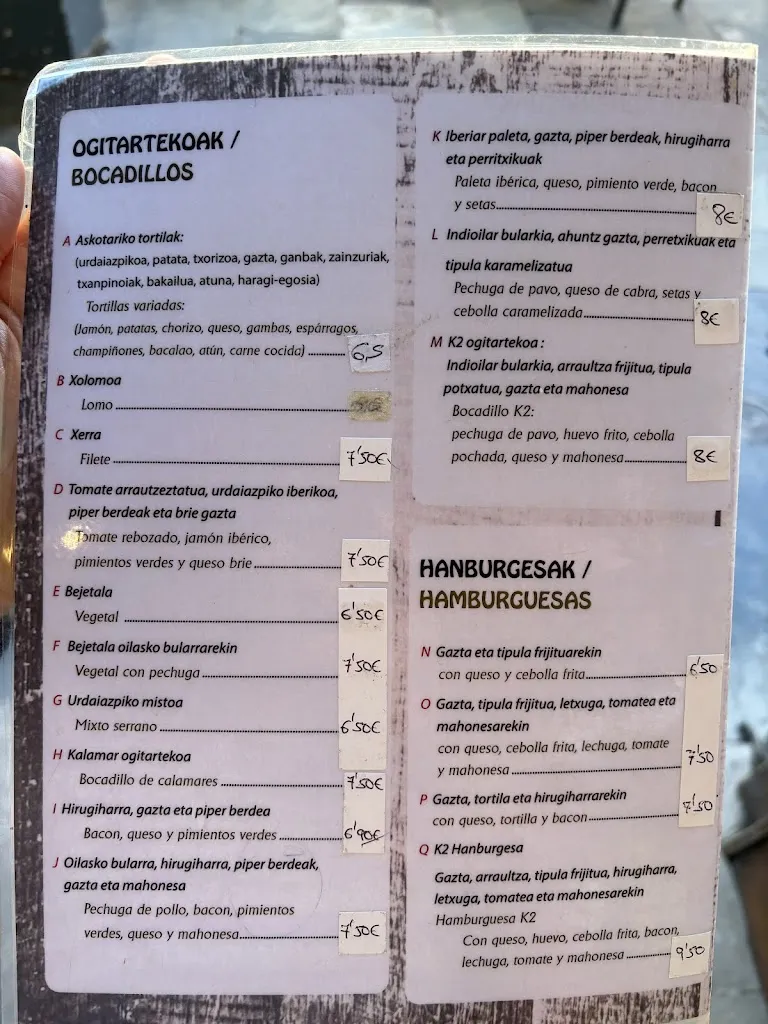 OGITARTEKOAK /
BOCADILLOS
A Askotariko tortilak:
(urdaiazpikoa, patata, txorizoa, gazta, ganbak, zainzuriak,
txanpinoiak, bakailua, atuna, haragi-egosia)
Tortillas variadas:
(Jamón, patatas, chorizo, queso, gambas, espárragos,
champiñones, bacalao, atún, carne cocida) 6,5
B Xolomoa
Lomo
C Xerra
Filete 7'50€
D Tomate arrautzeztatua, urdaiazpiko iberikoa,
piper berdeak eta brie gazta
Tomate rebozado, jamón ibérico,
pimientos verdes y queso brie 7'50€
E Bejetala
Vegetal 6'50€
F Bejetala oilasko bularrarekin
Vegetal con pechuga 7'50€
G Urdaiazpiko mistoa
Mixto serrano 6'50€
H Kalamar ogitartekoa
Bocadillo de calamares 7'50€
I Hirugiharra, gazta eta piper berdea
Bacon, queso y pimientos verdes 6'90€
J Oilasko bularra, hirugiharra, piper berdeak,
gazta eta mahonesa
Pechuga de pollo, bacon, pimientos
verdes, queso y mahonesa 7'50€
K Iberiar paleta, gazta, piper berdeak, hirugiharra
eta perritxikuak
Paleta ibérica, queso, pimiento verde, bacon
y setas 8€
L Indioilar bularkia, ahuntz gazta, perretxikuak eta
tipula karamelizatua
Pechuga de pavo, queso de cabra, setas y
cebolla caramelizada 8€
M K2 ogitartekoa :
Indioilar bularkia, arraultza frijitua, tipula
potxatua, gazta eta mahonesa
Bocadillo K2:
pechuga de pavo, huevo frito, cebolla
pochada, queso y mahonesa 8€
HANBURGESAK /
HAMBURGUESAS
N Gazta eta tipula frijituarekin
con queso y cebolla frita 6'50
O Gazta, tipula frijitua, letxuga, tomatea eta
mahonesarekin
con queso, cebolla frita, lechuga, tomate
y mahonesa 7'50
P Gazta, tortila eta hirugiharrarekin
con queso, tortilla y bacon 7'50
Q K2 Hanburgesa
Gazta, arraultza, tipula frijitua, hirugiharra,
letxuga, tomatea eta mahonesarekin
Hamburguesa K2
Con queso, huevo, cebolla frita, bacon,
lechuga, tomate y mahonesa 9'50